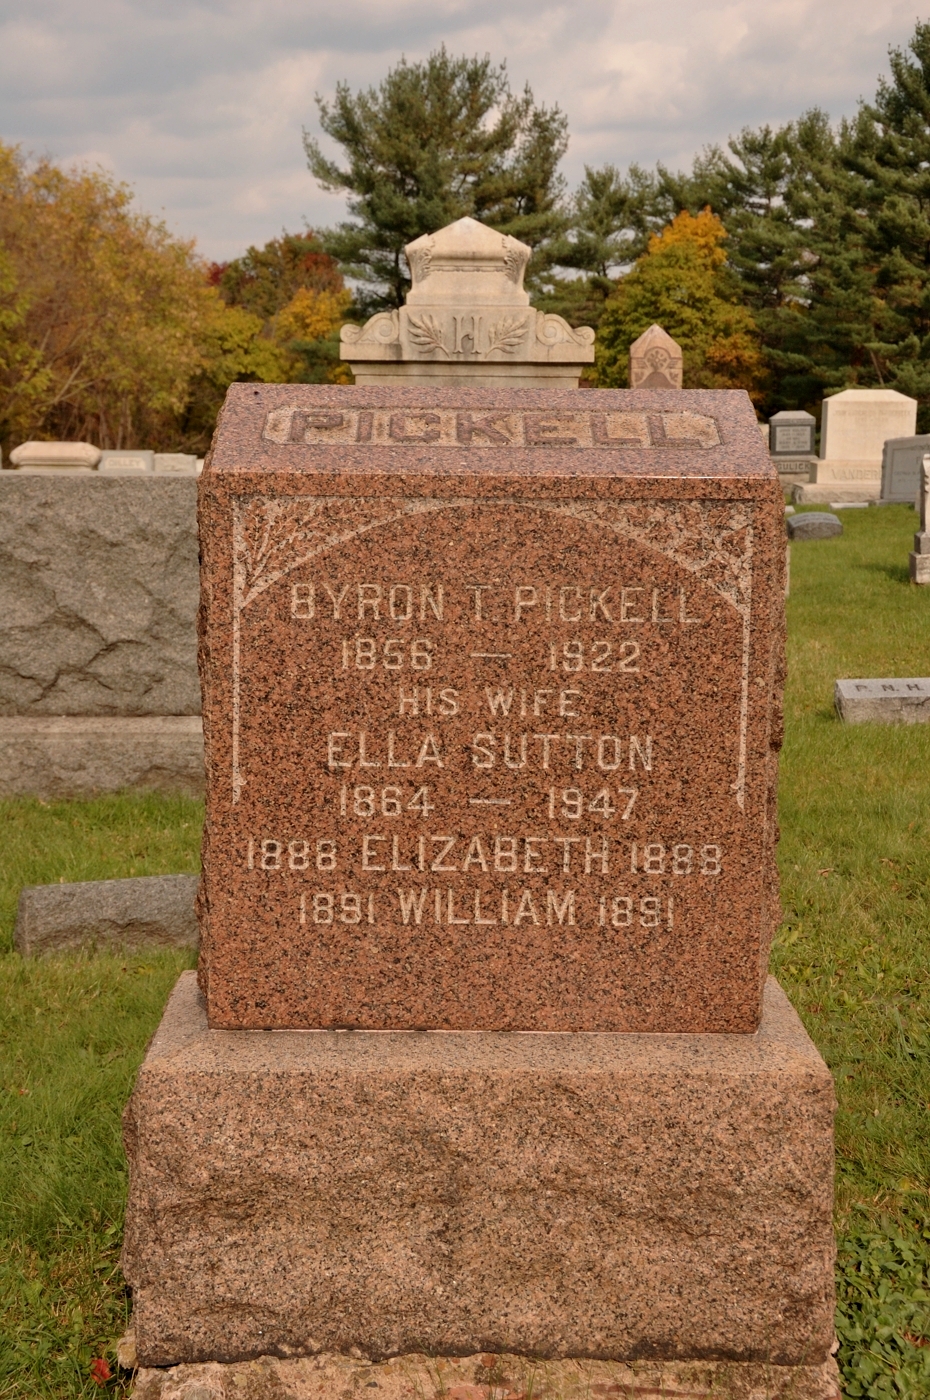 H
PICKELL
BYRON T. PICKELL
1856 — 1922
HIS WIFE
ELLA SUTTON
1864 — 1947
1888 ELIZABETH 1888
1891 WILLIAM 1891
P.N.H.